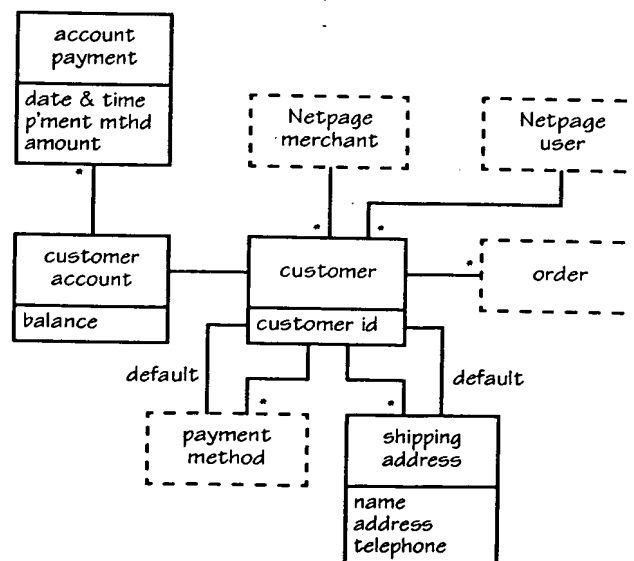 account
payment
date & time
p'ment mthd
amount
*
Netpage
merchant
Netpage
user
*
*
customer
account
balance
customer
customer id
*
order
default
default
*
*
payment
method
shipping
address
name
address
telephone